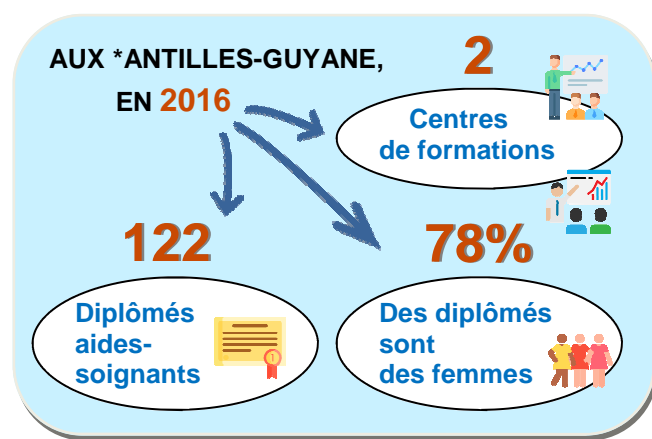 AUX *ANTILLES-GUYANE,
EN 2016
2
Centres
de formations
122
Diplômés
aides-
soignants
78%
Des diplômés
sont
des femmes